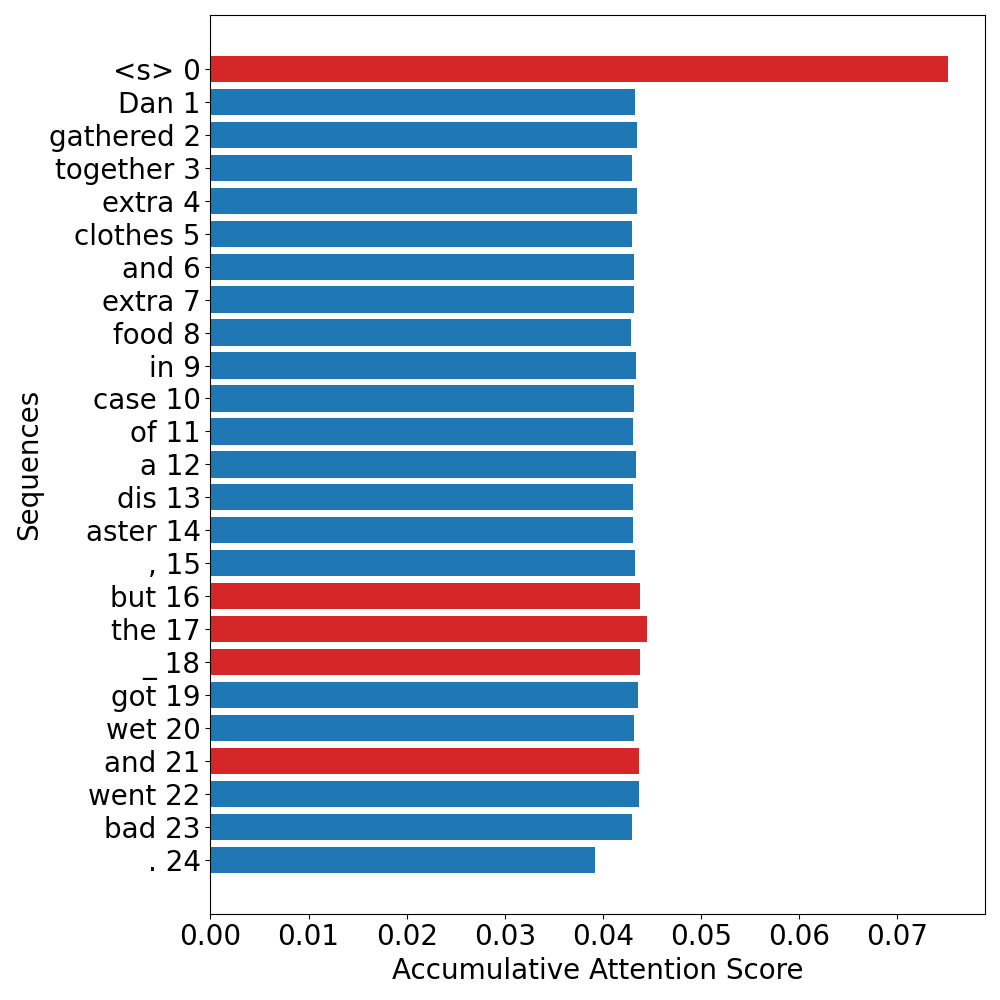 <s> 0
Dan 1
gathered 2
together 3
extra 4
clothes 5
and 6
extra 7
food 8
in 9
case 10
of 11
a 12
dis 13
aster 14
, 15
but 16
the 17
_ 18
got 19
wet 20
and 21
went 22
bad 23
. 24
Sequences
0.00 0.01 0.02 0.03 0.04 0.05 0.06 0.07
Accumulative Attention Score